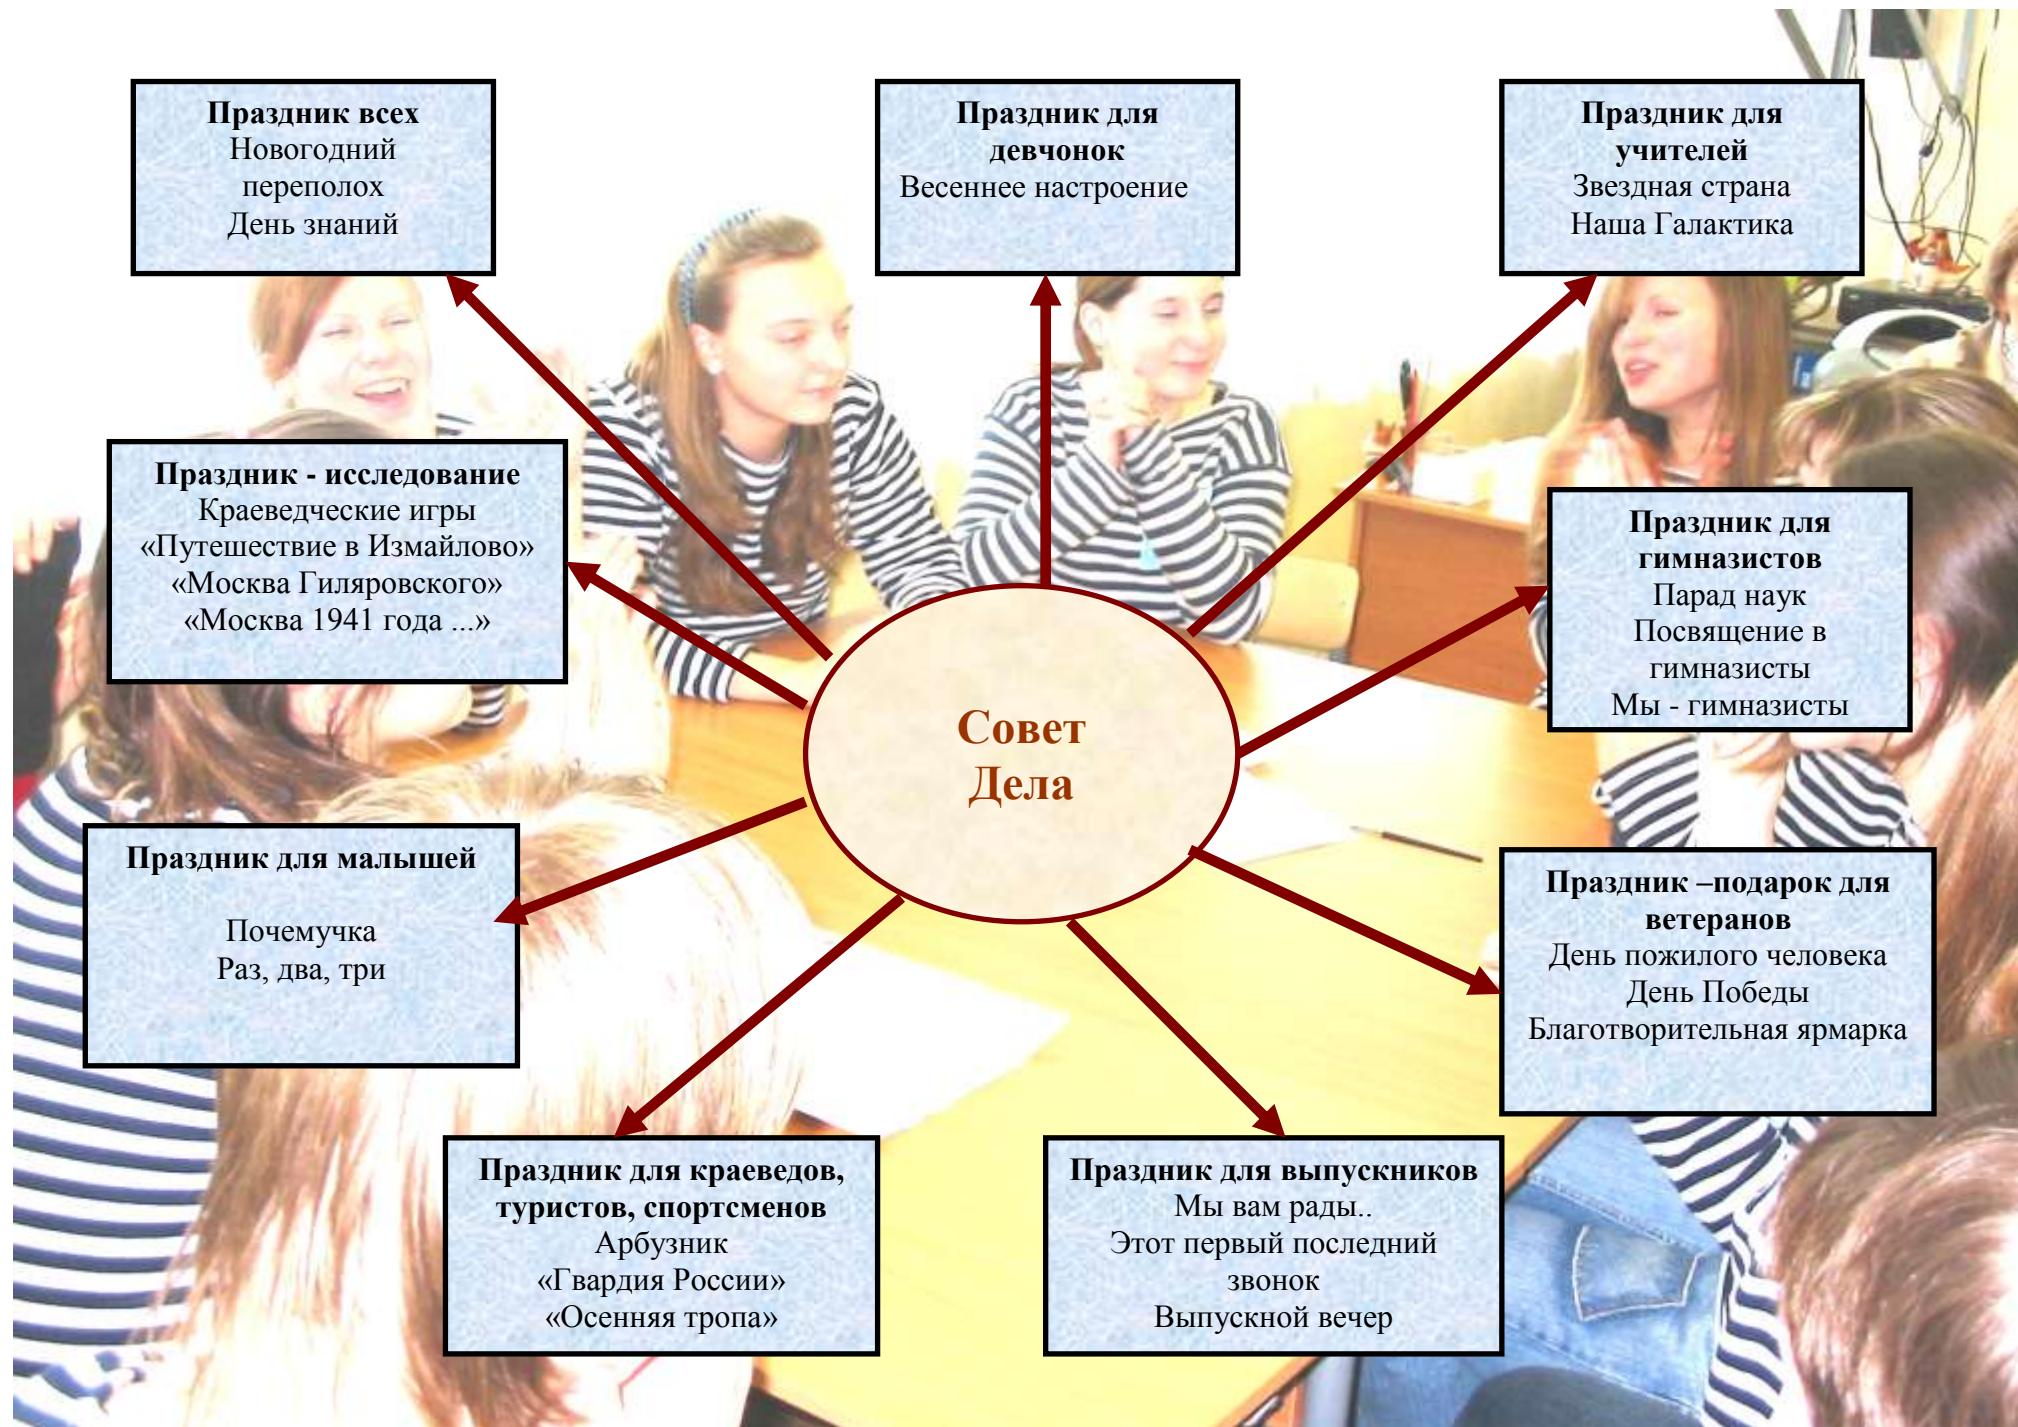 Праздник всех
Новогодний
переполох
День знаний
Праздник для
девчонок
Весеннее настроение
Праздник для
учителей
Звездная страна
Наша Галактика
Праздник - исследование
Краеведческие игры
«Путешествие в Измайлово»
«Москва Гиляровского»
«Москва 1941 года ...»
Праздник для
гимназистов
Парад наук
Посвящение в
гимназисты
Мы - гимназисты
Совет
Дела
Праздник для малышей
Почемучка
Раз, два, три
Праздник –подарок для
ветеранов
День пожилого человека
День Победы
Благотворительная ярмарка
Праздник для краеведов,
туристов, спортсменов
Арбузник
«Гвардия России»
«Осенняя тропа»
Праздник для выпускников
Мы вам рады..
Этот первый последний
звонок
Выпускной вечер